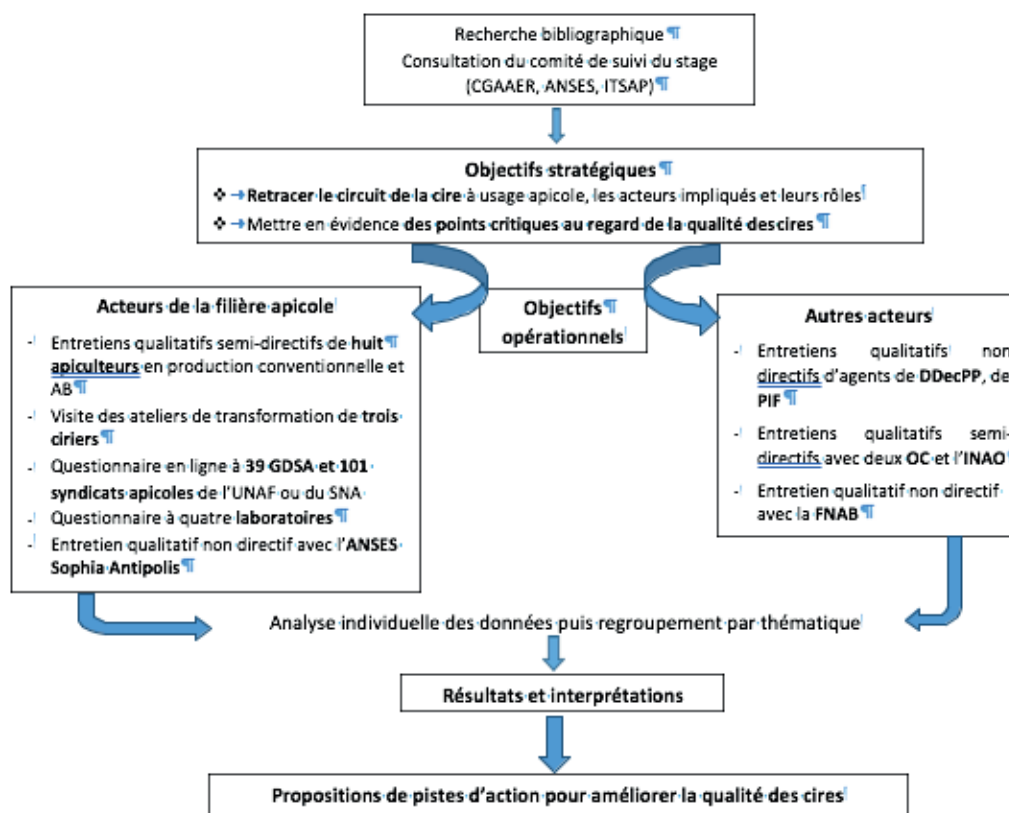 Recherche bibliographique¶
Consultation du comité de suivi du stage
(CGAAER, ANSES, ITSAP)¶
Objectifs stratégiques¶
❖ → Retracer le circuit de la cire à usage apicole, les acteurs impliqués et leurs rôles
❖ → Mettre en évidence des points critiques au regard de la qualité des cires¶
Objectifs¶
opérationnels
Acteurs de la filière apicole
- Entretiens qualitatifs semi-directifs de huit¶
apiculteurs en production conventionnelle et
AB¶
- Visite des ateliers de transformation de trois
ciriers¶
- Questionnaire en ligne à 39 GDSA et 101
syndicats apicoles de l'UNAF ou du SNA
- Questionnaire à quatre laboratoires¶
- Entretien qualitatif non directif avec l'ANSES
Sophia Antipolis¶
Autres acteurs
- Entretiens qualitatifs non
directifs d'agents de DDecPP, de
PIF¶
- Entretiens qualitatifs semi-
directifs avec deux OC et l'INAO¶
- Entretien qualitatif non directif
avec la FNAB¶
Analyse individuelle des données puis regroupement par thématique
Résultats et interprétations
Propositions de pistes d'action pour améliorer la qualité des cires